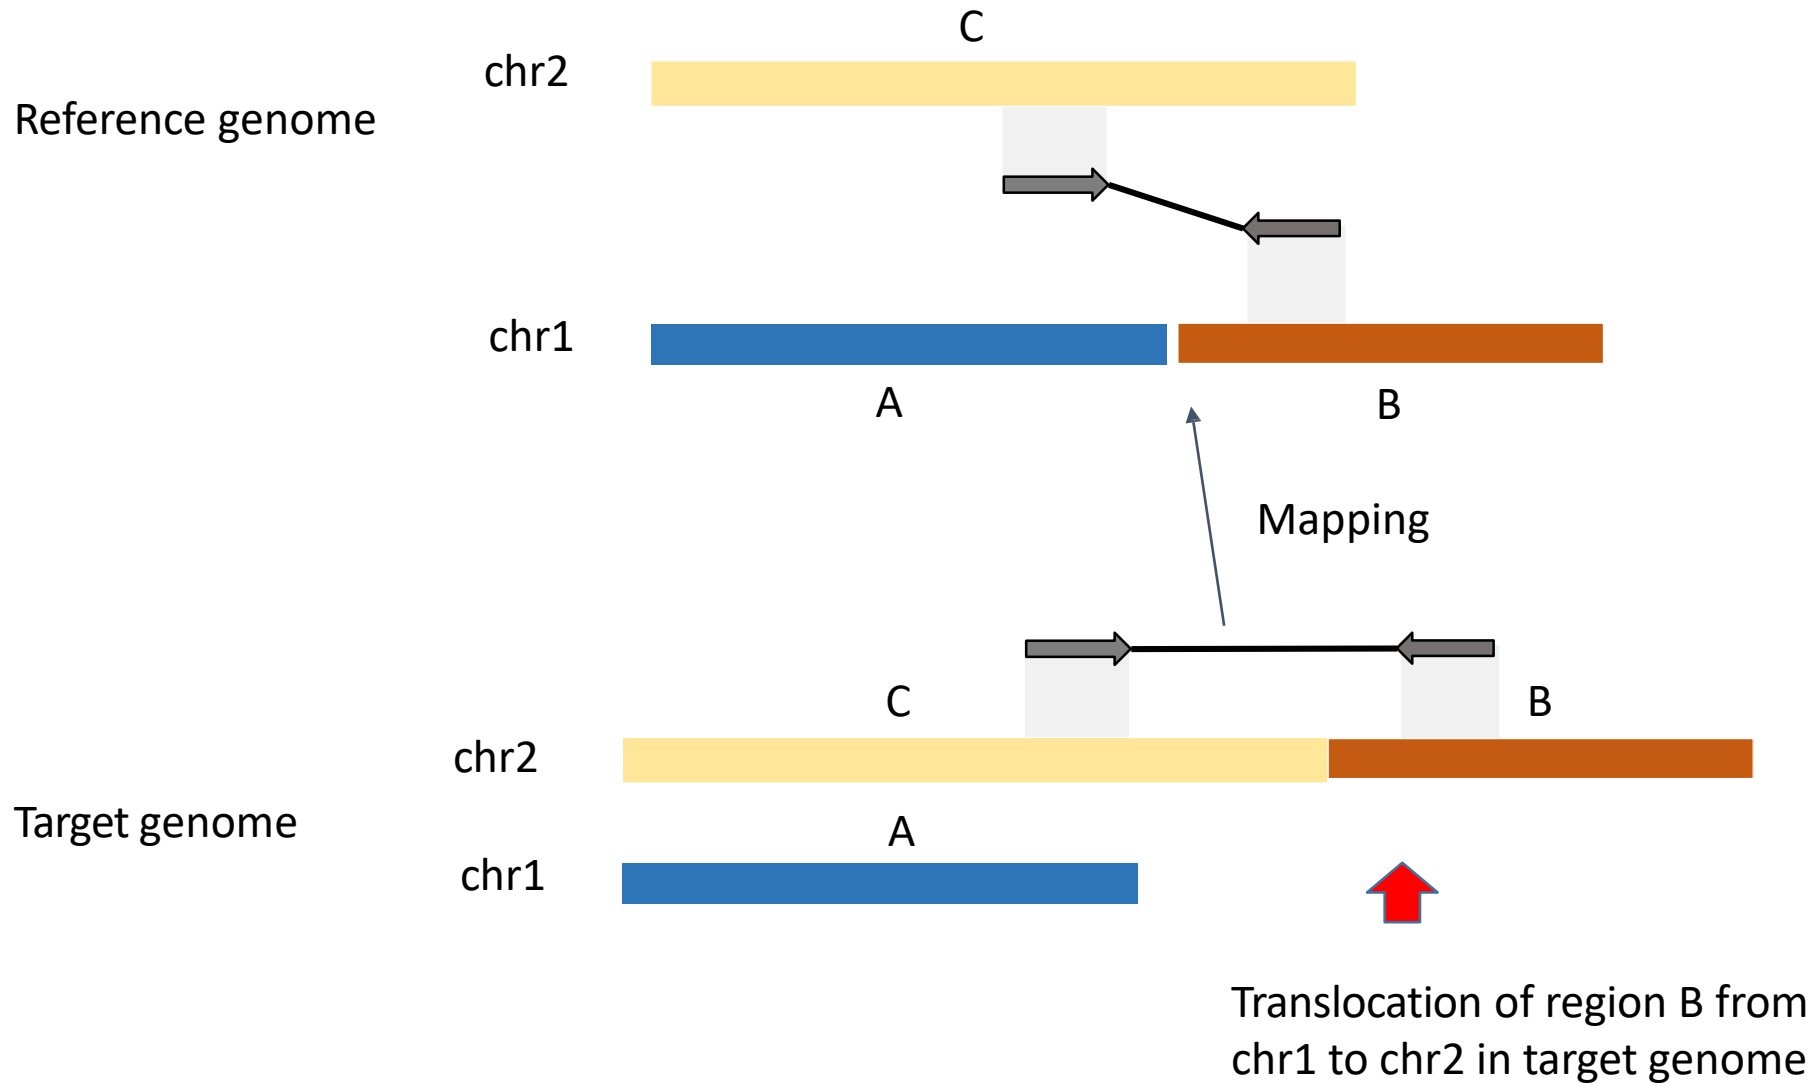 C
chr2
Reference genome
chr1
A
B
Mapping
C
B
chr2
Target genome
A
chr1
Translocation of region B from
chr1 to chr2 in target genome